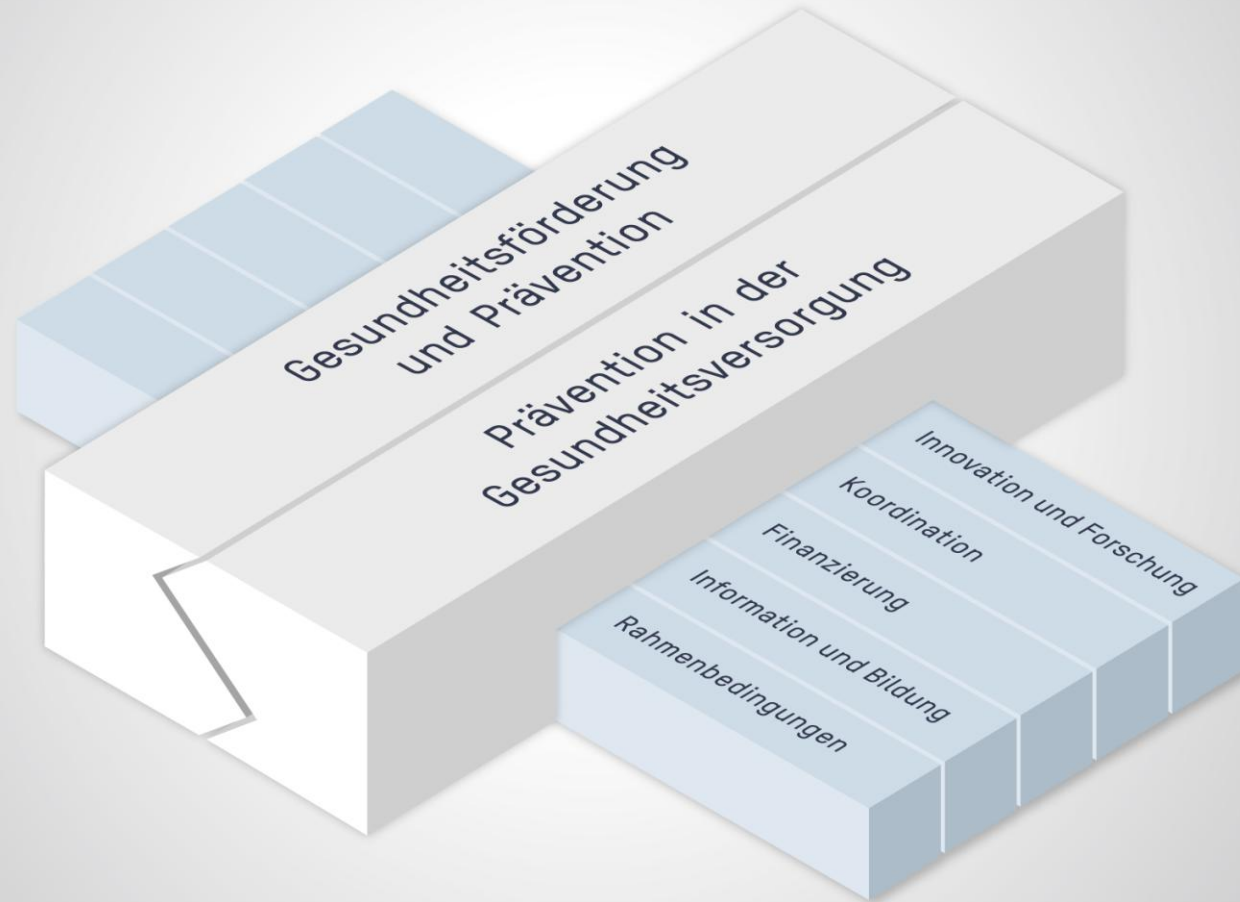 Gesundheitsförderung
und Prävention
Prävention in der
Gesundheitsversorgung
Innovation und Forschung
Koordination
Finanzierung
Information und Bildung
Rahmenbedingungen